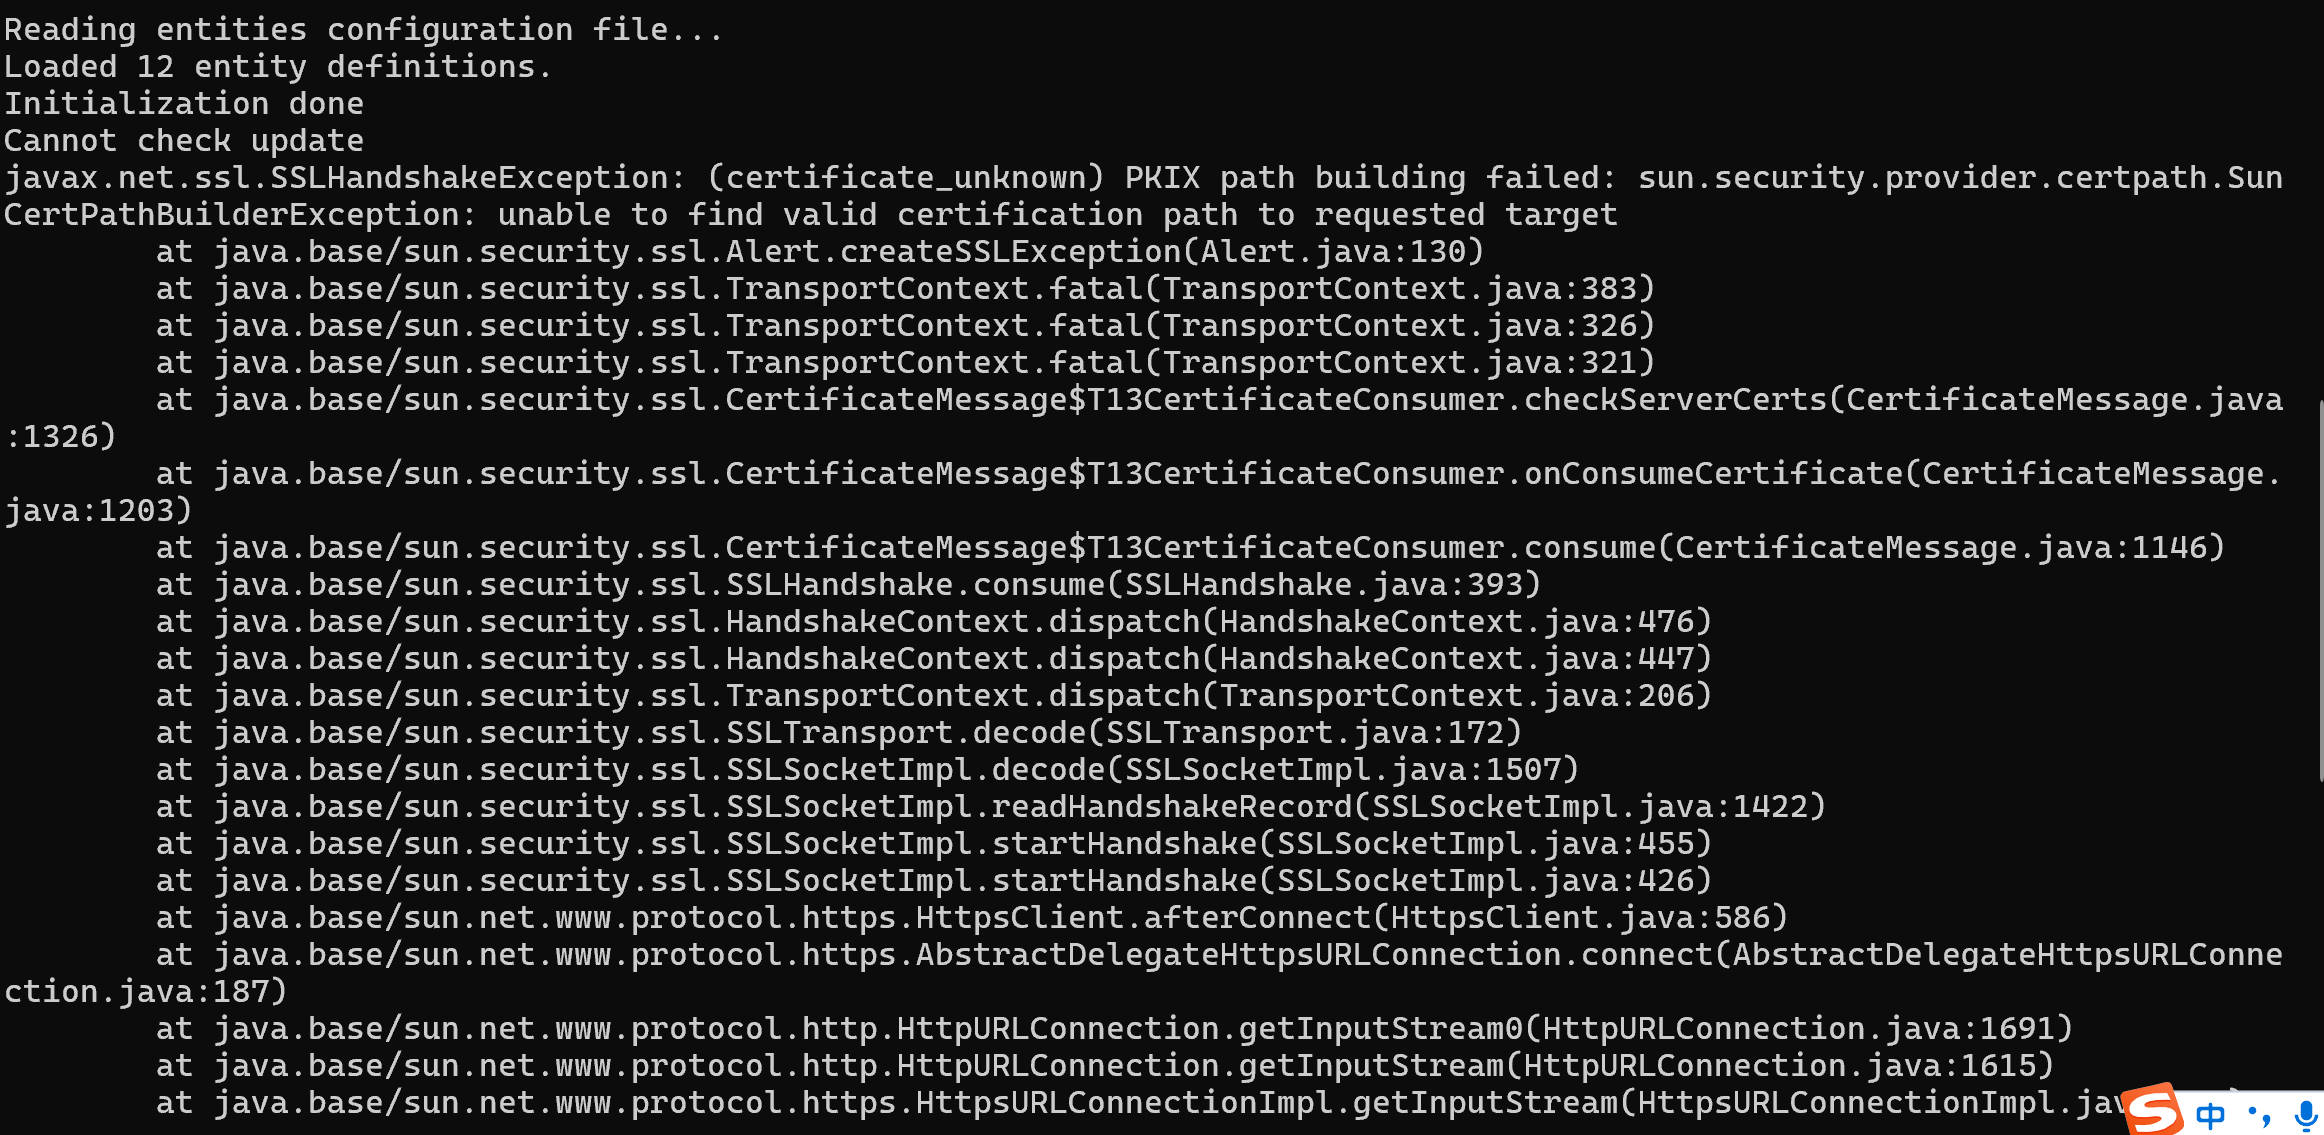 Reading entities configuration file...
Loaded 12 entity definitions.
Initialization done
Cannot check update
javax.net.ssl.SSLHandshakeException: (certificate_unknown) PKIX path building failed: sun.security.provider.certpath.Sun
CertPathBuilderException: unable to find valid certification path to requested target
at java.base/sun.security.ssl.Alert.createSSLException(Alert.java:130)
at java.base/sun.security.ssl.TransportContext.fatal(TransportContext.java:383)
at java.base/sun.security.ssl.TransportContext.fatal(TransportContext.java:326)
at java.base/sun.security.ssl.TransportContext.fatal(TransportContext.java:321)
at java.base/sun.security.ssl.CertificateMessage$T13CertificateConsumer.checkServerCerts(CertificateMessage.java
:1326)
at java.base/sun.security.ssl.CertificateMessage$T13CertificateConsumer.onConsumeCertificate(CertificateMessage.
java:1203)
at java.base/sun.security.ssl.CertificateMessage$T13CertificateConsumer.consume(CertificateMessage.java:1146)
at java.base/sun.security.ssl.SSLHandshake.consume(SSLHandshake.java:393)
at java.base/sun.security.ssl.HandshakeContext.dispatch(HandshakeContext.java:476)
at java.base/sun.security.ssl.HandshakeContext.dispatch(HandshakeContext.java:447)
at java.base/sun.security.ssl.TransportContext.dispatch(TransportContext.java:206)
at java.base/sun.security.ssl.SSLTransport.decode(SSLTransport.java:172)
at java.base/sun.security.ssl.SSLSocketImpl.decode(SSLSocketImpl.java:1507)
at java.base/sun.security.ssl.SSLSocketImpl.readHandshakeRecord(SSLSocketImpl.java:1422)
at java.base/sun.security.ssl.SSLSocketImpl.startHandshake(SSLSocketImpl.java:455)
at java.base/sun.security.ssl.SSLSocketImpl.startHandshake(SSLSocketImpl.java:426)
at java.base/sun.net.www.protocol.https.HttpsClient.afterConnect(HttpsClient.java:586)
at java.base/sun.net.www.protocol.https.AbstractDelegateHttpsURLConnection.connect(AbstractDelegateHttpsURLConne
ction.java:187)
at java.base/sun.net.www.protocol.http.HttpURLConnection.getInputStream0(HttpURLConnection.java:1691)
at java.base/sun.net.www.protocol.http.HttpURLConnection.getInputStream(HttpURLConnection.java:1615)
at java.base/sun.net.www.protocol.https.HttpsURLConnectionImpl.getInputStream(HttpsURLConnectionImpl.jav
S 中